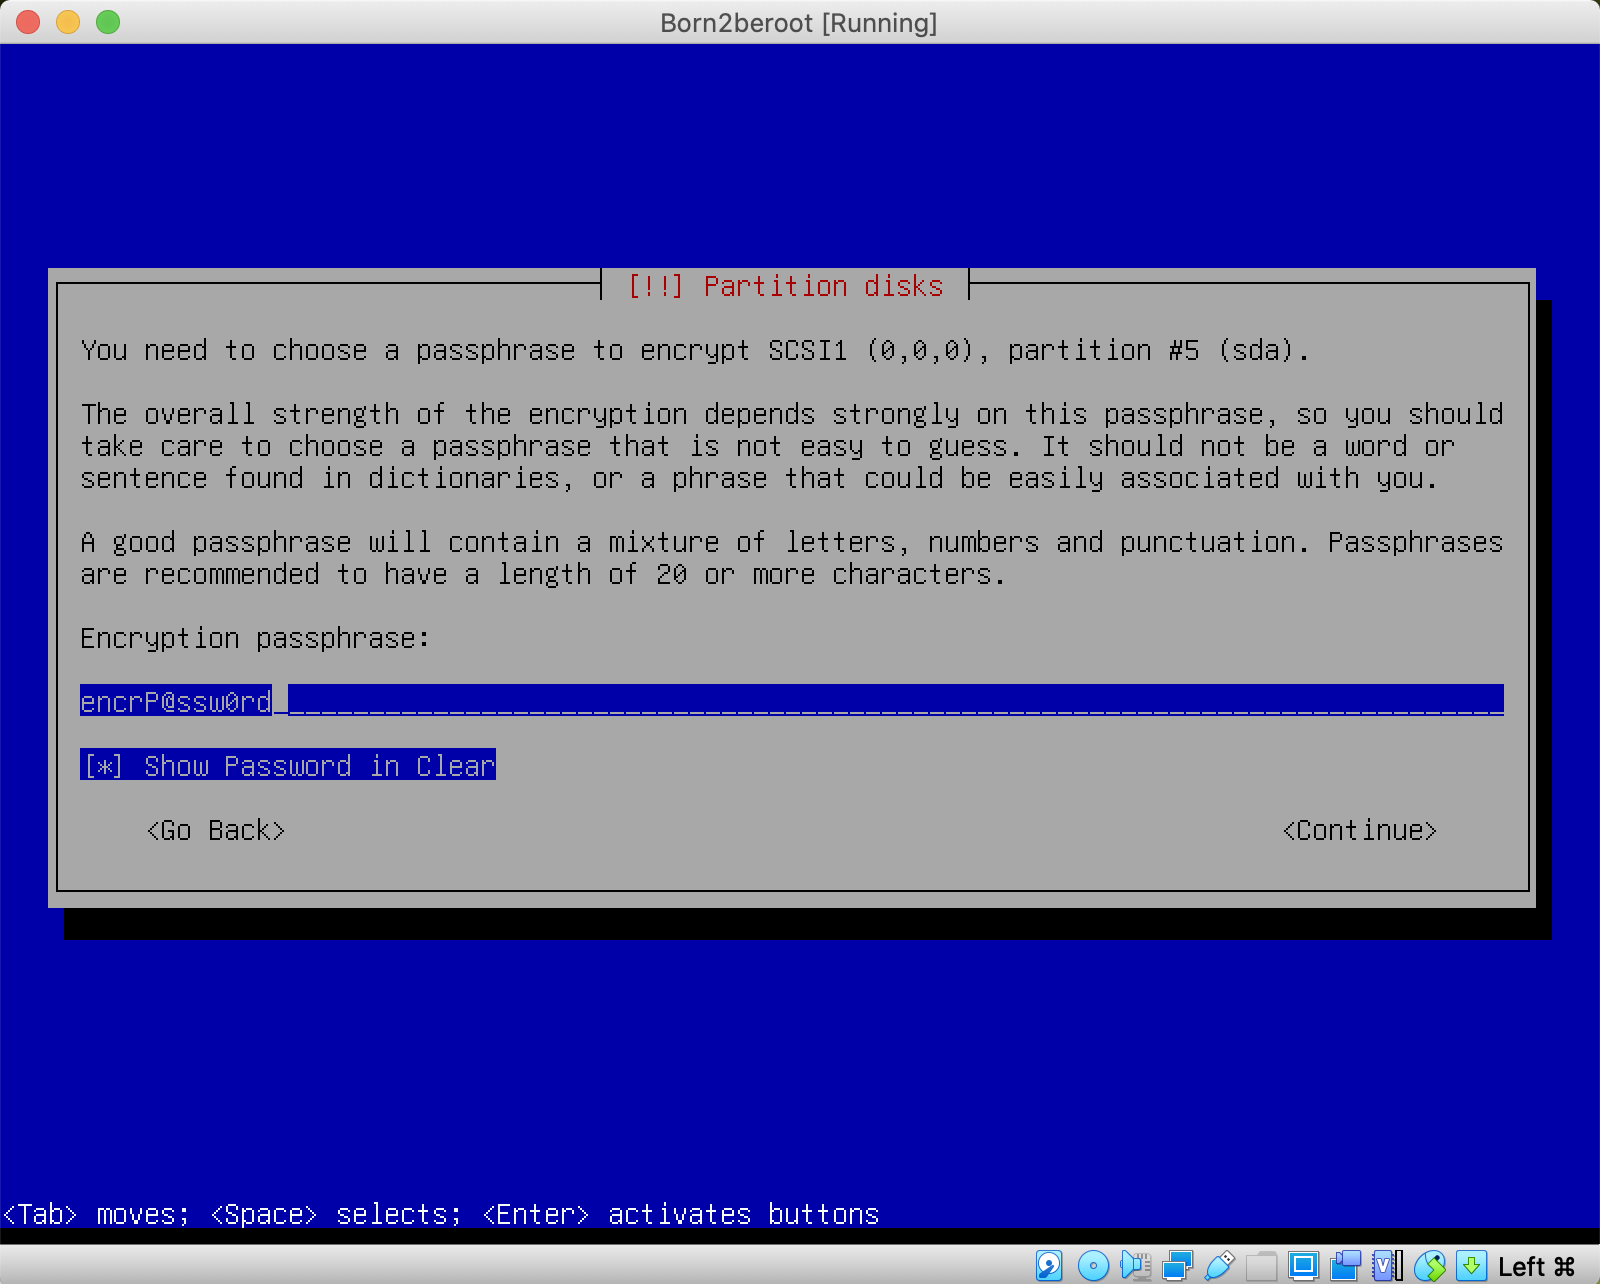 Born2beroot [Running]
[!!] Partition disks
You need to choose a passphrase to encrypt SCSI1 (0,0,0), partition #5 (sda).
The overall strength of the encryption depends strongly on this passphrase, so you should
take care to choose a passphrase that is not easy to guess. It should not be a word or
sentence found in dictionaries, or a phrase that could be easily associated with you.
A good passphrase will contain a mixture of letters, numbers and punctuation. Passphrases
are recommended to have a length of 20 or more characters.
Encryption passphrase:
encrP@ssw0rd
[*] Show Password in Clear
<Go Back> <Continue>
<Tab> moves; <Space> selects; <Enter> activates buttons
Left ⌘